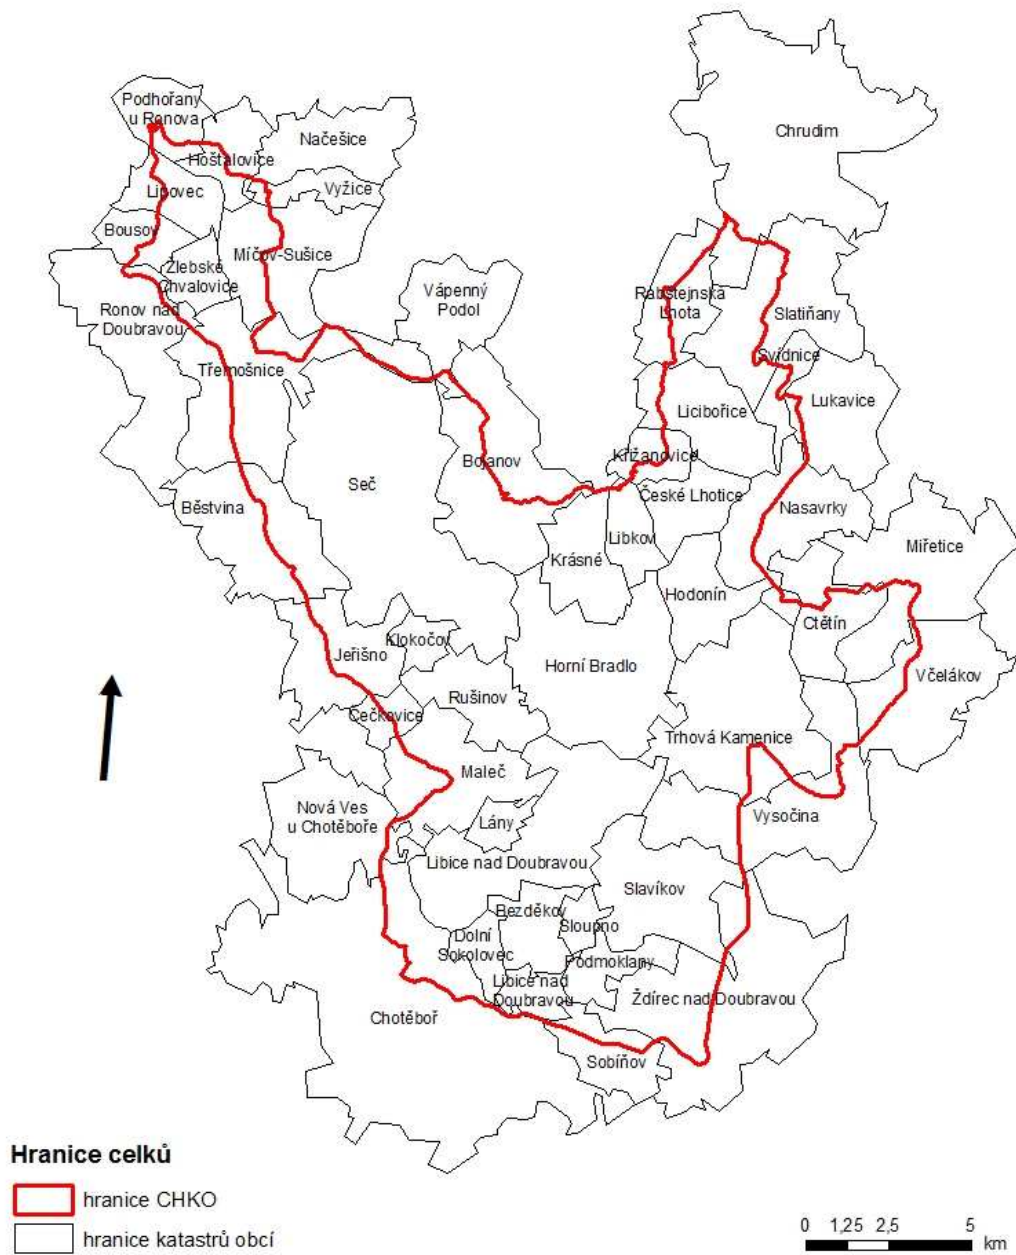 Podhořany
u Ronova
Načešice
Chrudim
Hošťalovice
Lipovec
Vyžice
Bousov
Míčov-Sušice
Žlebské
Chvalovice
Vápenný
Podol
Rabštejnská
Lhota
Ronov nad
Doubravou
Slatiňany
Svídnice
Třemošnice
Lukavice
Licibořice
Křižanovice
Bojanov
Seč
České Lhotice
Běstvina
Nasavrky
Libkov
Miřetice
Krásné
Hodonín
Ctětín
Klokočov
Jeřišno
Horní Bradlo
Včelákov
Rušinov
Čečkovice
Trhová Kamenice
Maleč
Nová Ves
u Chotěboře
Lány
Vysočina
Libice nad Doubravou
Slavíkov
Bezděkov
Sloupno
Dolní
Sokolovec
Podmoklany
Libice nad
Doubravou
Ždírec nad Doubravou
Chotěboř
Sobíňov
Hranice celků
hranice CHKO
hranice katastrů obcí
0 1,25 2,5 5
km